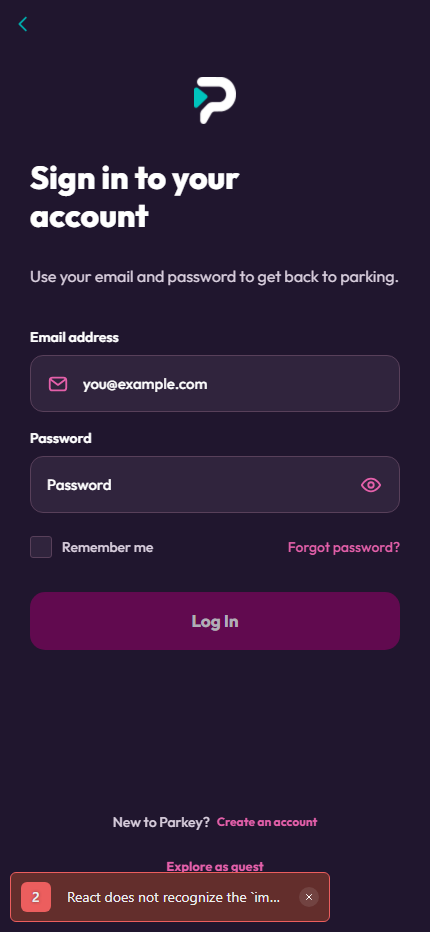 Sign in to your
account
Use your email and password to get back to parking.
Email address
you@example.com
Password
Password
Remember me
Forgot password?
Log In
New to Parkey? Create an account
Explore as guest
2 React does not recognize the `im...